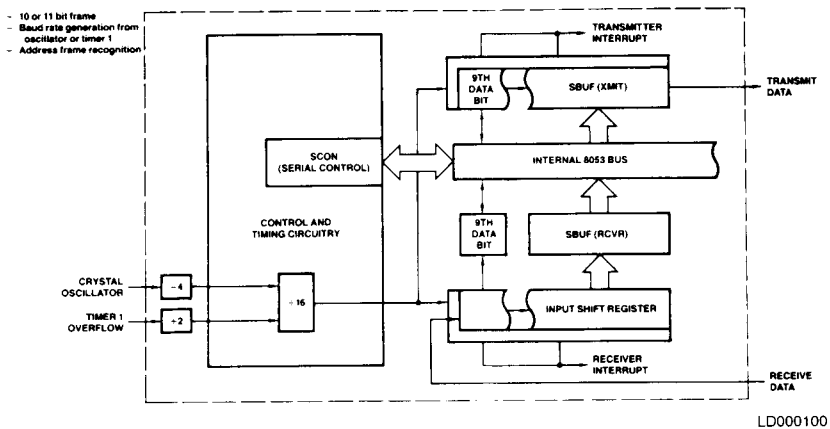 - 10 or 11 bit frame
- Baud rate generation from
oscillator or timer 1
- Address frame recognition
TRANSMITTER
INTERRUPT
9TH
DATA
BIT
SBUF (XMIT)
TRANSMIT
DATA
SCON
(SERIAL CONTROL)
INTERNAL 8053 BUS
CONTROL AND
TIMING CIRCUITRY
9TH
DATA
BIT
SBUF (RCVR)
CRYSTAL
OSCILLATOR
÷4
÷16
INPUT SHIFT REGISTER
TIMER 1
OVERFLOW
÷2
RECEIVER
INTERRUPT
RECEIVE
DATA
LD000100